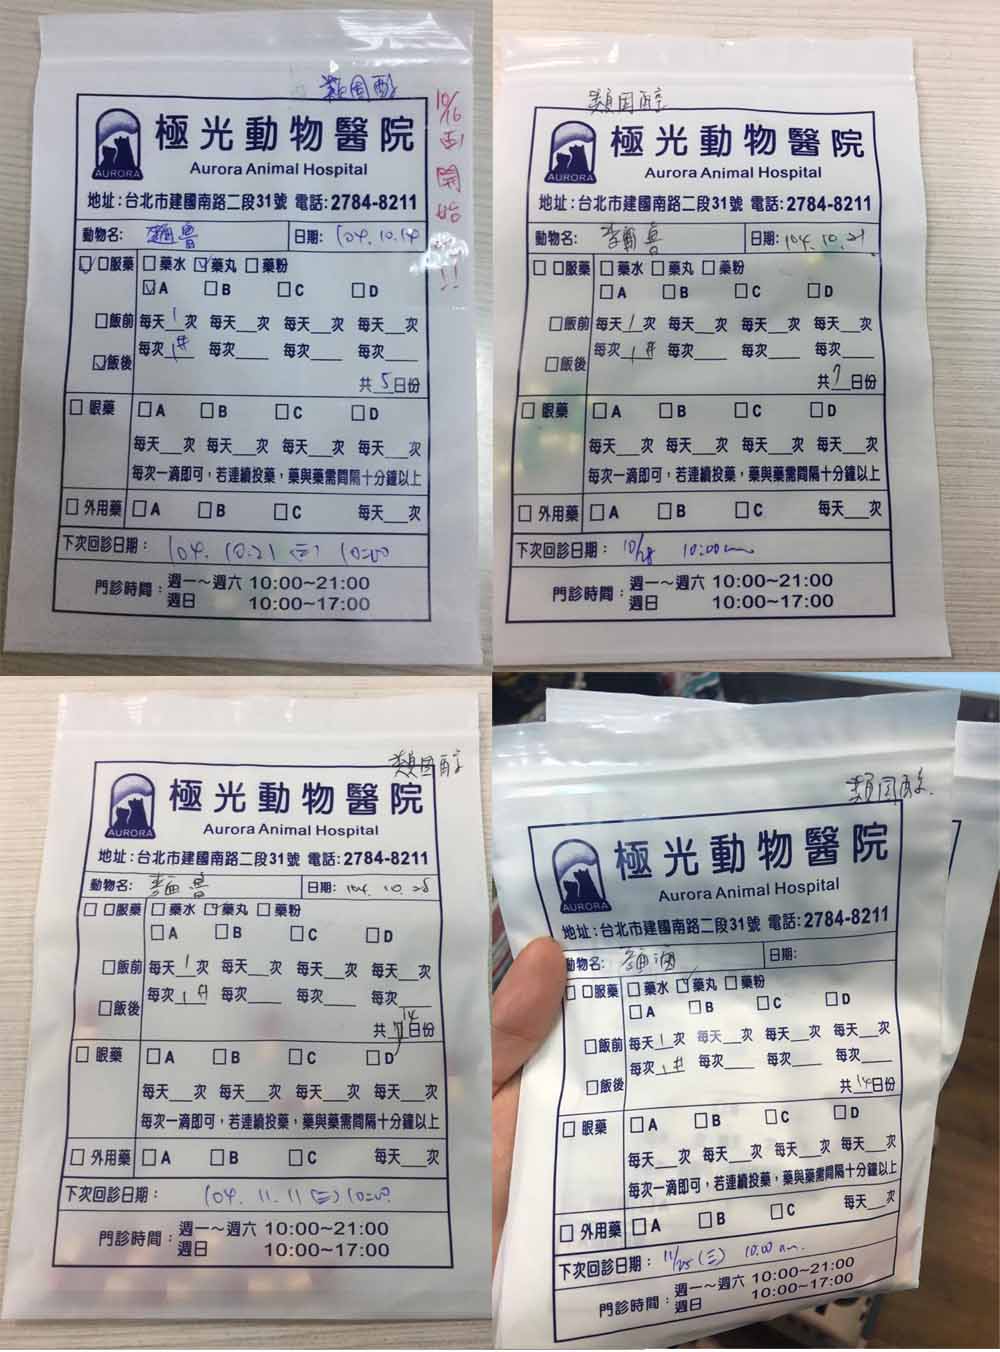 類固醇
10/16
開始
!!
極光動物醫院
AURORA
Aurora Animal Hospital
地址:台北市建國南路二段31號 電話:2784-8211
動物名: 日期: 104.10.14
口服藥 藥水 藥丸 藥粉
A B C D
飯前 每天1次 每天__次 每天__次 每天__次
飯後 每次1 每次__ 每次__ 每次__
共5日份
眼藥 A B C D
每天__次 每天__次 每天__次 每天__次
每次一滴即可,若連續投藥,藥與藥需間隔十分鐘以上
外用藥 A B C 每天__次
下次回診日期: 104. 10.21 (三) 10:00
門診時間: 週一~週六 10:00~21:00
週日 10:00~17:00
類固醇
極光動物醫院
AURORA
Aurora Animal Hospital
地址:台北市建國南路二段31號 電話:2784-8211
動物名: 日期: 104.10.21
口服藥 藥水 藥丸 藥粉
A B C D
飯前 每天1次 每天__次 每天__次 每天__次
飯後 每次1 每次__ 每次__ 每次__
共7日份
眼藥 A B C D
每天__次 每天__次 每天__次 每天__次
每次一滴即可,若連續投藥,藥與藥需間隔十分鐘以上
外用藥 A B C 每天__次
下次回診日期: 10/28 10:00am
門診時間: 週一~週六 10:00~21:00
週日 10:00~17:00
類固醇
極光動物醫院
AURORA
Aurora Animal Hospital
地址:台北市建國南路二段31號 電話:2784-8211
動物名: 日期: 104.10.28
口服藥 藥水 藥丸 藥粉
A B C D
飯前 每天1次 每天__次 每天__次 每天__次
飯後 每次1 每次__ 每次__ 每次__
共14日份
眼藥 A B C D
每天__次 每天__次 每天__次 每天__次
每次一滴即可,若連續投藥,藥與藥需間隔十分鐘以上
外用藥 A B C 每天__次
下次回診日期: 104. 11. 11 (三) 10:00
門診時間: 週一~週六 10:00~21:00
週日 10:00~17:00
類固醇
極光動物醫院
AURORA
Aurora Animal Hospital
地址:台北市建國南路二段31號 電話:2784-8211
動物名: 日期:
口服藥 藥水 藥丸 藥粉
A B C D
飯前 每天1次 每天__次 每天__次 每天__次
飯後 每次1 每次__ 每次__ 每次__
共14日份
眼藥 A B C D
每天__次 每天__次 每天__次 每天__次
每次一滴即可,若連續投藥,藥與藥需間隔十分鐘以上
外用藥 A B C 每天__次
下次回診日期: 11/25 (三) 10:00 am.
門診時間: 週一~週六 10:00~21:00
週日 10:00~17:00